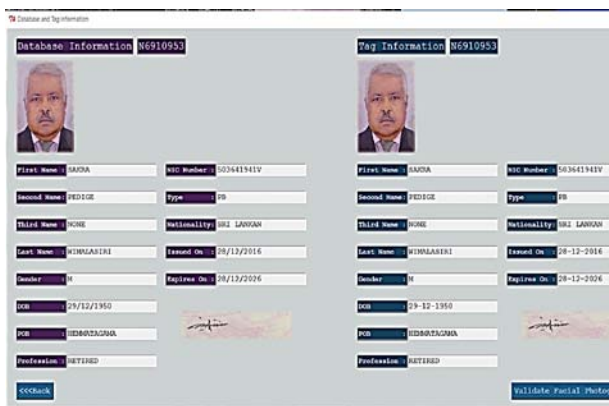 Database and Tag information
Database Information N6910953
Tag Information N6910953
First Name : HAKNA NIC Number : 503641941V
First Name : HAKNA NIC Number : 503641941V
Second Name: PEDIGE Type : PB
Second Name: PEDIGE Type : PB
Third Name : NONE Nationality: SRI LANKAN
Third Name : NONE Nationality: SRI LANKAN
Last Name : WIMALASIRI Issued On : 28/12/2016
Last Name : WIMALASIRI Issued On : 28-12-2016
Gender : M Expires On : 28/12/2026
Gender : M Expires On : 28-12-2026
DOB : 29/12/1950
DOB : 29-12-1950
POB : HEMMATAGAMA
POB : HEMMATAGAMA
Profession : RETIRED
Profession : RETIRED
<<<Back
Validate Facial Photo